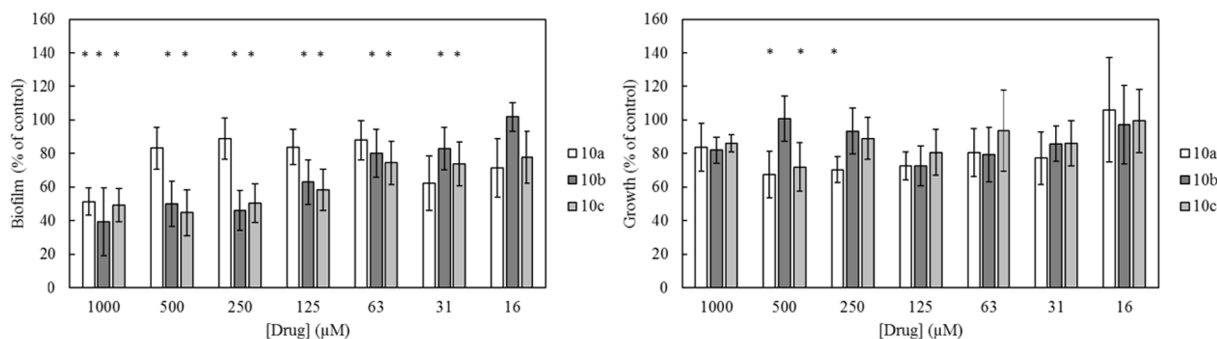 160
140
120
100
80
60
40
20
0
Biofilm (% of control)
* * * * * * * * * * * * *
1000 500 250 125 63 31 16
[Drug] (µM)
10a
10b
10c
160
140
120
100
80
60
40
20
0
Growth (% of control)
* * *
1000 500 250 125 63 31 16
[Drug] (µM)
10a
10b
10c